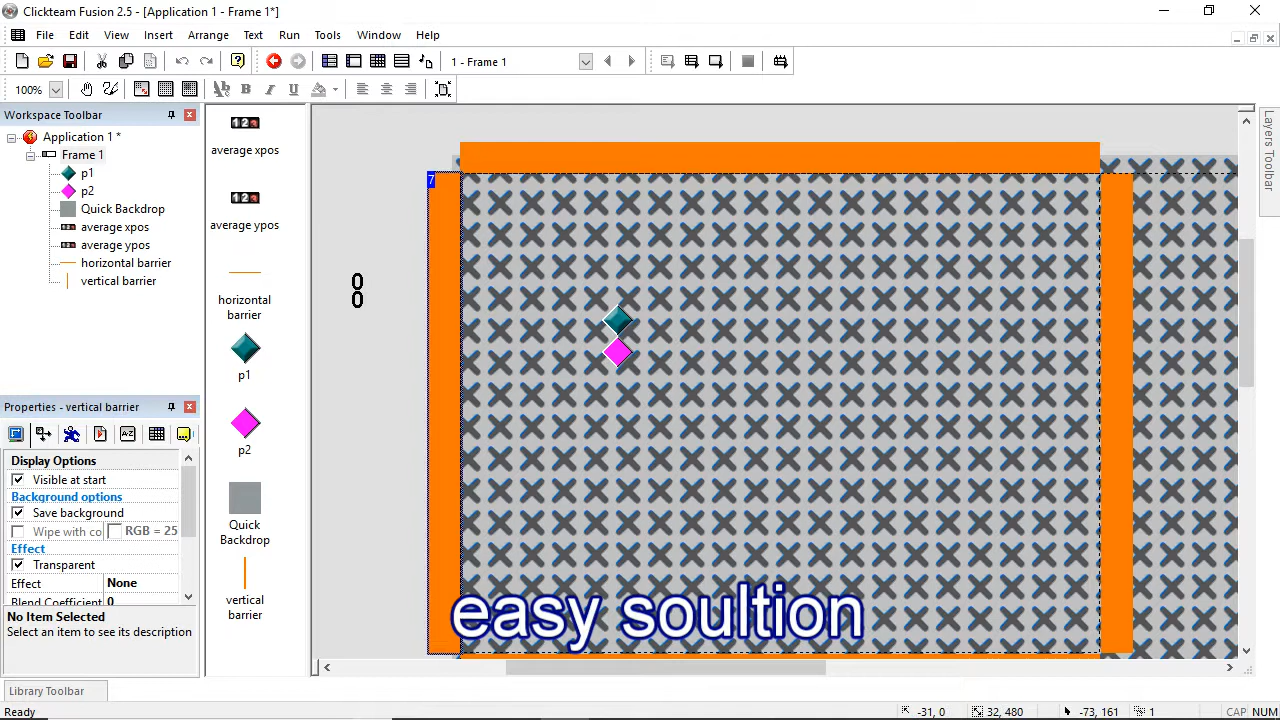 Clickteam Fusion 2.5 - [Application 1 - Frame 1*]
File Edit View Insert Arrange Text Run Tools Window Help
1 - Frame 1
100%
Workspace Toolbar
Application 1 *
Frame 1
p1
p2
Quick Backdrop
average xpos
average ypos
horizontal barrier
vertical barrier
Properties - vertical barrier
Display Options
Visible at start
Background options
Save background
Wipe with co RGB = 25
Effect
Transparent
Effect None
Blend Coefficient 0
No Item Selected
Select an item to see its description
Library Toolbar
Ready
average xpos
average ypos
horizontal
barrier
p1
p2
Quick
Backdrop
vertical
barrier
7
0
0
easy soultion
Layers Toolbar
-31, 0 32, 480 -73, 161 1 CAP NUM